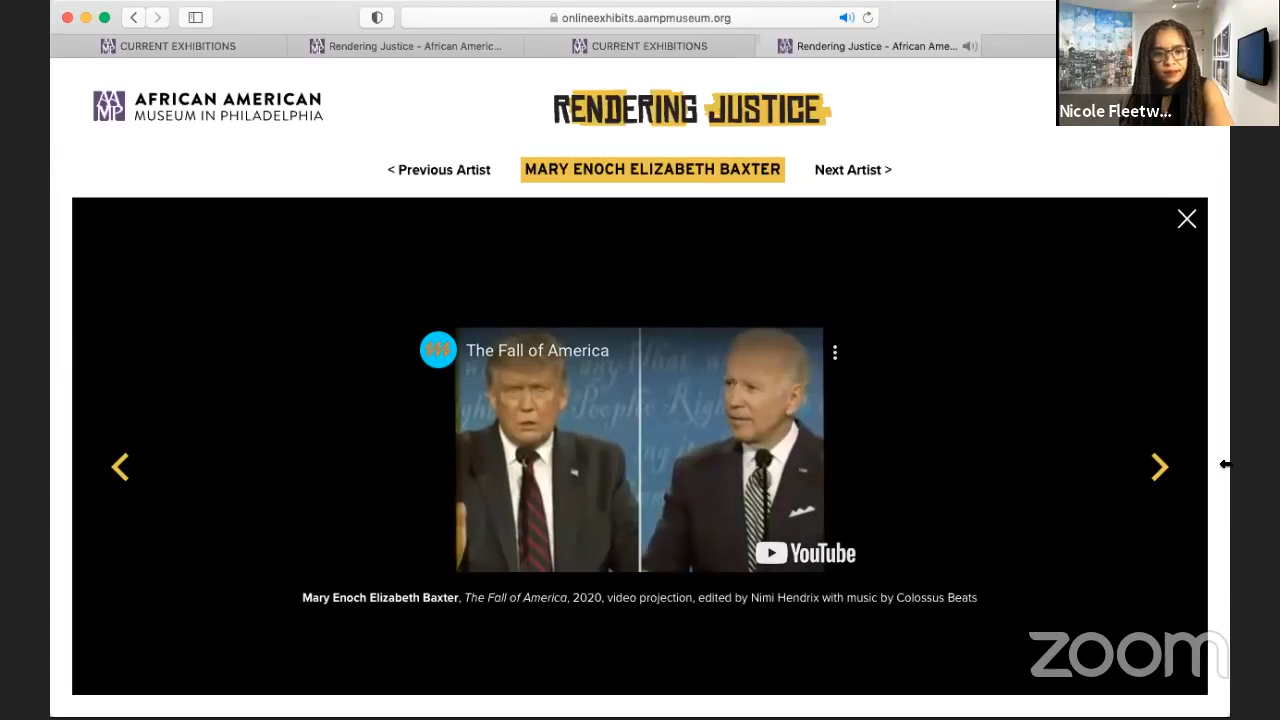 onlineexhibits.aampmuseum.org
CURRENT EXHIBITIONS
Rendering Justice - African Americ...
CURRENT EXHIBITIONS
Rendering Justice - African Ame...
AAMP
AFRICAN AMERICAN
MUSEUM IN PHILADELPHIA
RENDERING JUSTICE
Nicole Fleetw...
< Previous Artist
MARY ENOCH ELIZABETH BAXTER
Next Artist >
The Fall of America
YouTube
Mary Enoch Elizabeth Baxter, The Fall of America, 2020, video projection, edited by Nimi Hendrix with music by Colossus Beats
zoom